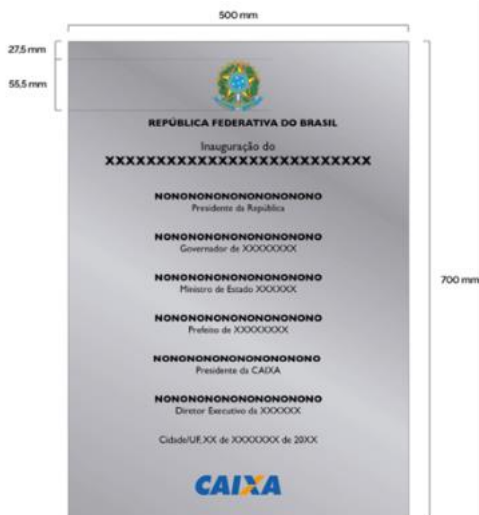 500 mm
27,5 mm
55,5 mm
REPÚBLICA FEDERATIVA DO BRASIL
Inauguração do
XXXXXXXXXXXXXXXXXXXXXXXXXX
NONONONONONONONONONO
Presidente da República
NONONONONONONONONONO
Governador de XXXXXXXX
NONONONONONONONONONO
Ministro de Estado XXXXXX
NONONONONONONONONONO
Prefeito de XXXXXXXX
NONONONONONONONONONO
Presidente da CAIXA
NONONONONONONONONONO
Diretor Executivo da XXXXXX
Cidade/UF, XX de XXXXXXX de 20XX
CAIXA
700 mm